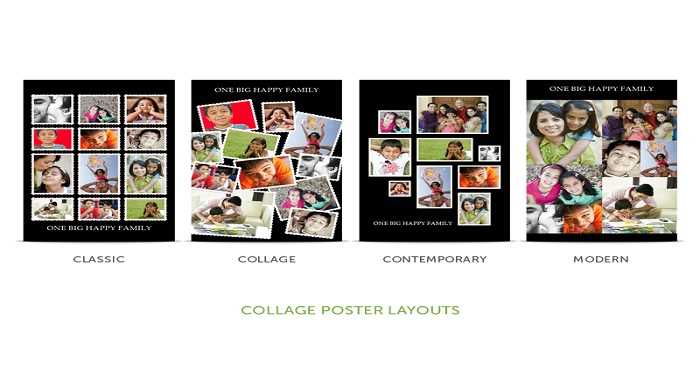 ONE BIG HAPPY FAMILY
ONE BIG HAPPY FAMILY
ONE BIG HAPPY FAMILY
ONE BIG HAPPY FAMILY
CLASSIC
COLLAGE
CONTEMPORARY
MODERN
COLLAGE POSTER LAYOUTS